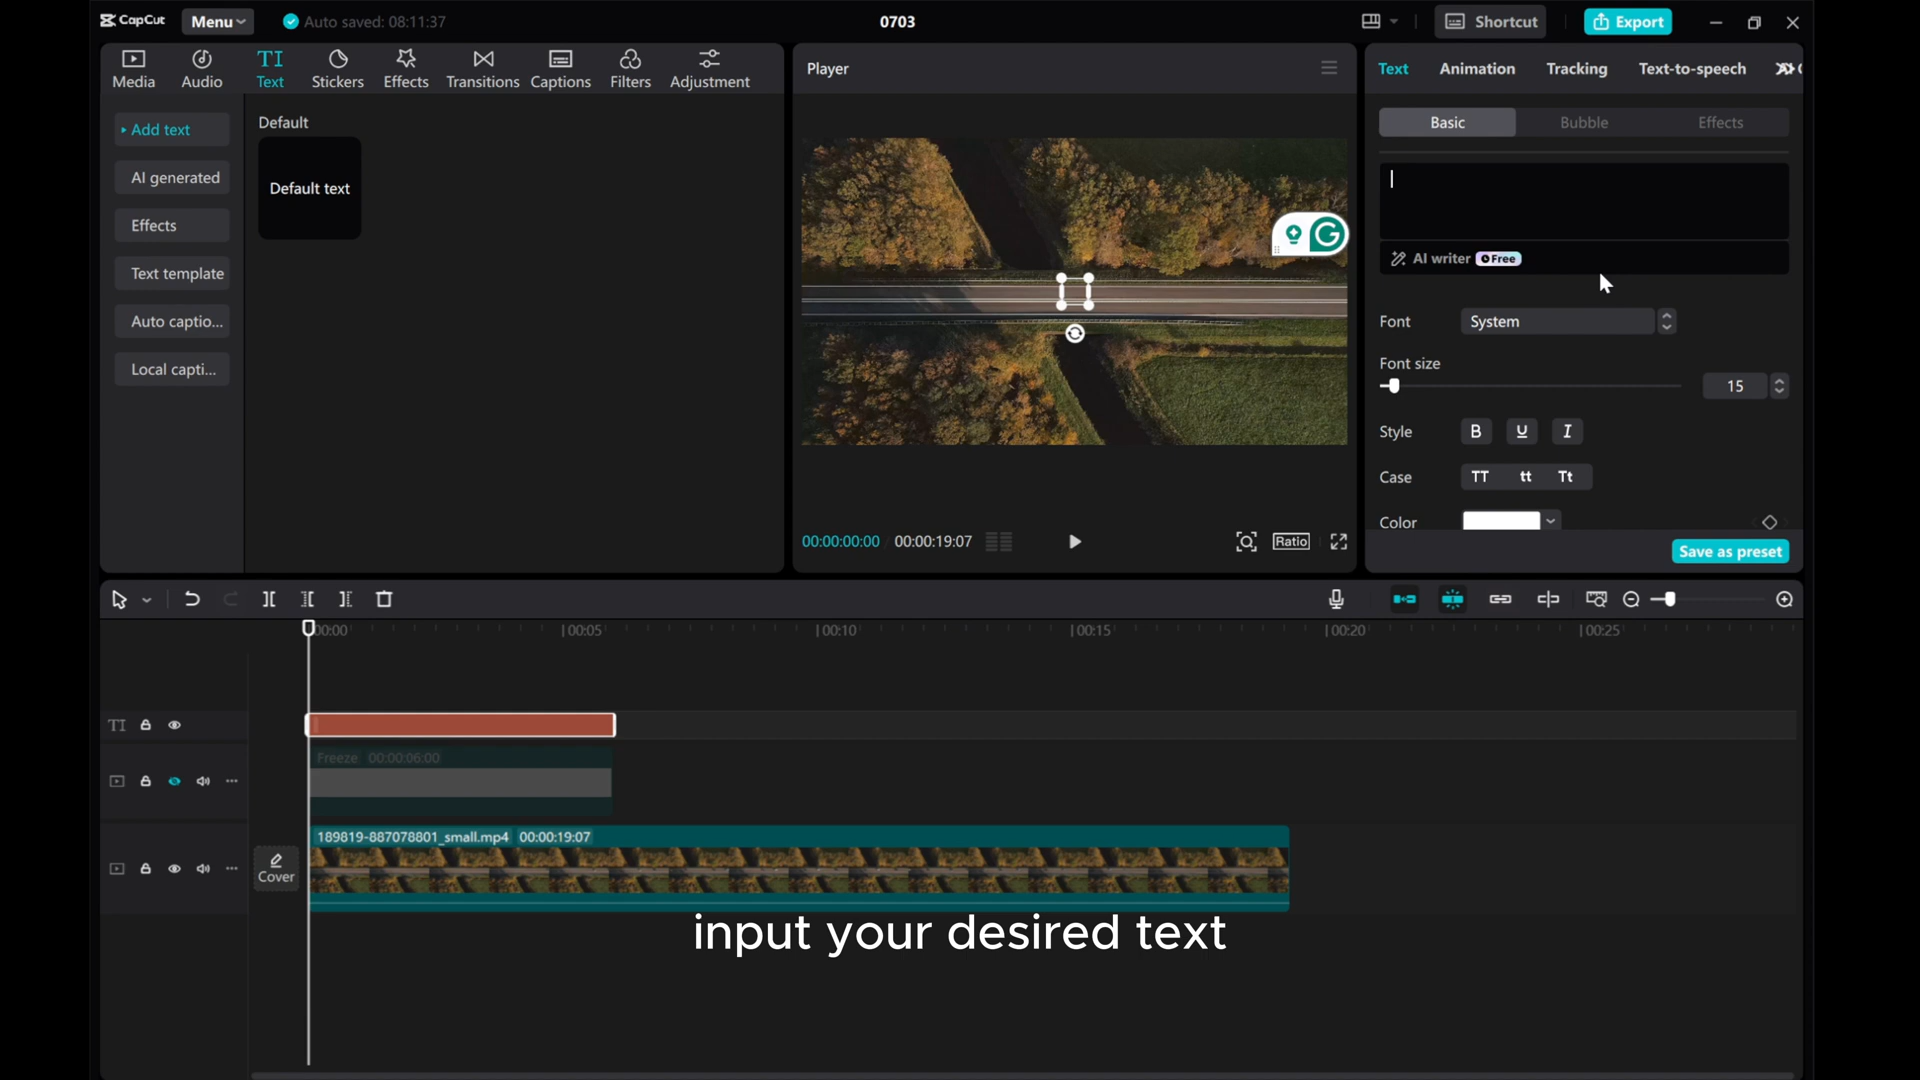 CapCut
Menu
Auto saved: 08:11:37
0703
Shortcut
Export
Media
Audio
TI
Text
Stickers
Effects
Transitions
Captions
Filters
Adjustment
Add text
AI generated
Effects
Text template
Auto captio...
Local capti...
Default
Default text
Player
00:00:00:00
00:00:19:07
Ratio
Text
Animation
Tracking
Text-to-speech
Basic
Bubble
Effects
AI writer
Free
Font
System
Font size
15
Style
B U I
Case
TT tt Tt
Color
Save as preset
00:00
00:05
00:10
00:15
00:20
00:25
TI
Freeze 00:00:06:00
189819-887078801_small.mp4 00:00:19:07
Cover
input your desired text